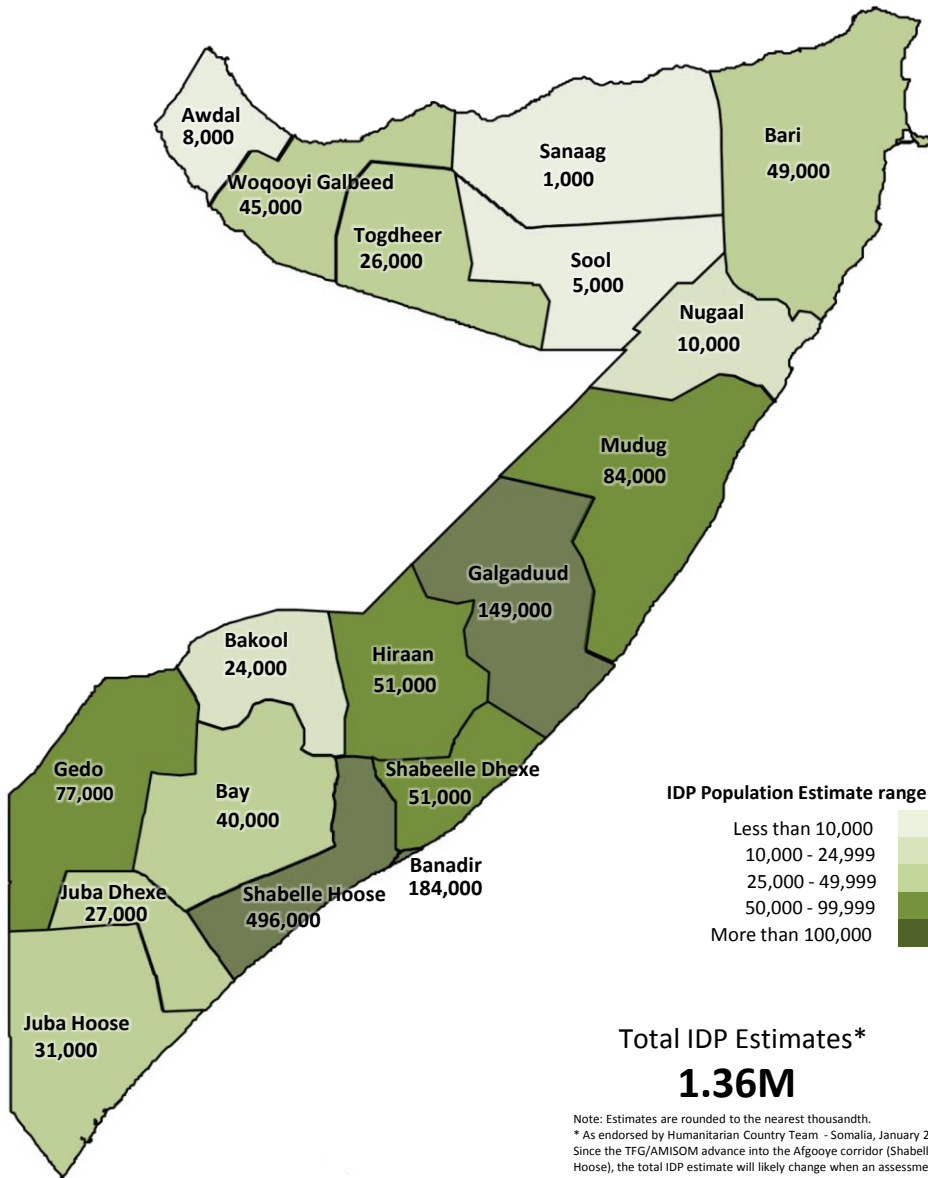 Awdal
8,000
Woqooyi Galbeed
45,000
Togdheer
26,000
Sanaag
1,000
Sool
5,000
Bari
49,000
Nugaal
10,000
Mudug
84,000
Galgaduud
149,000
Hiraan
51,000
Bakool
24,000
Gedo
77,000
Bay
40,000
Shabeelle Dhexe
51,000
Banadir
184,000
Shabelle Hoose
496,000
Juba Dhexe
27,000
Juba Hoose
31,000
IDP Population Estimate range
Less than 10,000
10,000 - 24,999
25,000 - 49,999
50,000 - 99,999
More than 100,000
Total IDP Estimates*
1.36M
Note: Estimates are rounded to the nearest thousandth.
* As endorsed by Humanitarian Country Team - Somalia, January 2
Since the TFG/AMISOM advance into the Afgooye corridor (Shabell
Hoose), the total IDP estimate will likely change when an assessme